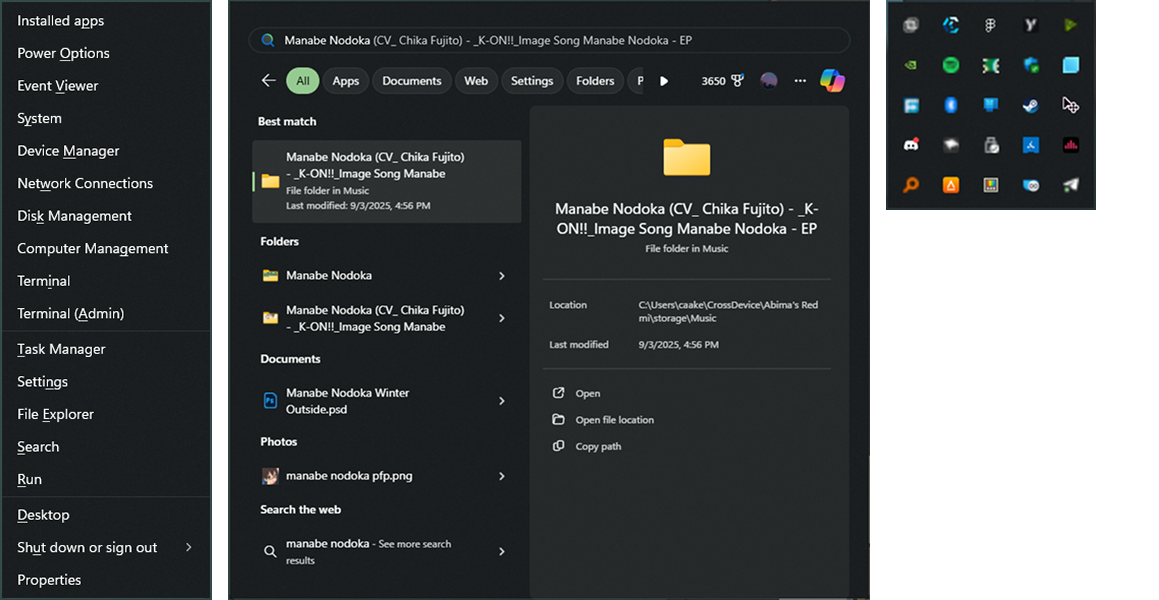 Installed apps
Power Options
Event Viewer
System
Device Manager
Network Connections
Disk Management
Computer Management
Terminal
Terminal (Admin)
Task Manager
Settings
File Explorer
Search
Run
Desktop
Shut down or sign out
Properties
Manabe Nodoka (CV_ Chika Fujito) - _K-ON!!_Image Song Manabe Nodoka - EP
All Apps Documents Web Settings Folders P 3650
Best match
Manabe Nodoka (CV_ Chika Fujito)
- _K-ON!!_Image Song Manabe
File folder in Music
Last modified: 9/3/2025, 4:56 PM
Folders
Manabe Nodoka
Manabe Nodoka (CV_ Chika Fujito)
- _K-ON!!_Image Song Manabe
Documents
Manabe Nodoka Winter
Outside.psd
Photos
manabe nodoka pfp.png
Search the web
manabe nodoka - See more search
results
Manabe Nodoka (CV_ Chika Fujito) - _K-
ON!!_Image Song Manabe Nodoka - EP
File folder in Music
Location C:\Users\caake\CrossDevice\Abima's Red
mi\storage\Music
Last modified 9/3/2025, 4:56 PM
Open
Open file location
Copy path